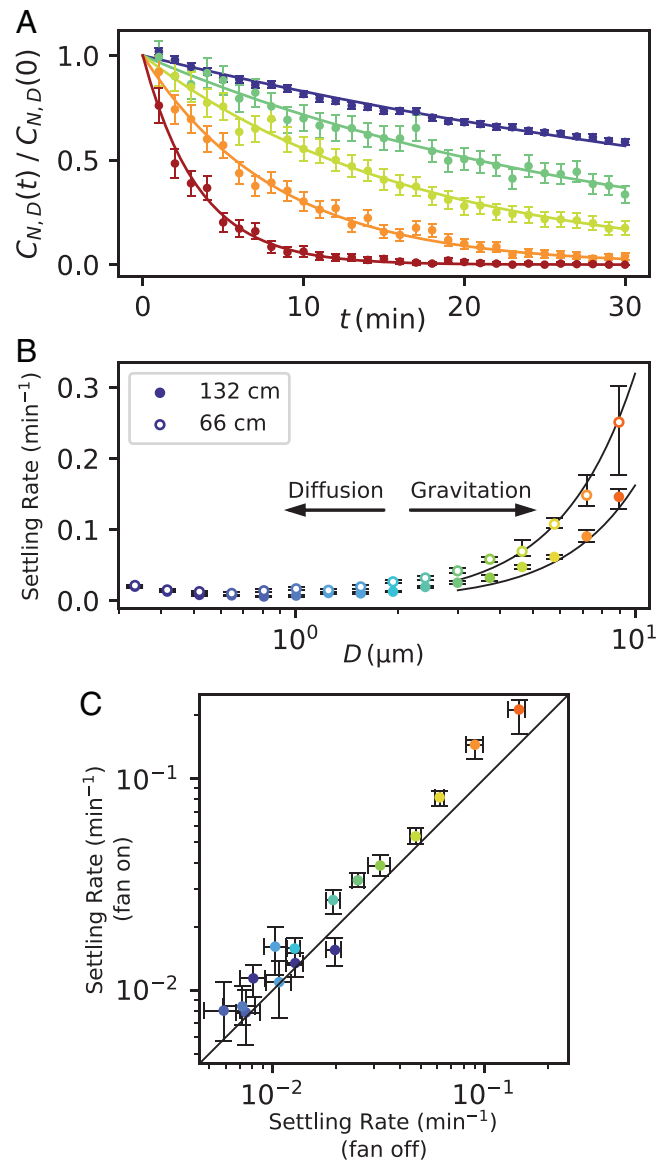 A
C_{N,D}(t) / C_{N,D}(0)
1.0
0.5
0.0
0 10 20 30
t (min)
B
Settling Rate (min⁻¹)
0.3
0.2
0.1
0.0
132 cm
66 cm
Diffusion Gravitation
10⁰ 10¹
D (μm)
C
Settling Rate (min⁻¹)
(fan on)
10⁻¹
10⁻²
10⁻² 10⁻¹
Settling Rate (min⁻¹)
(fan off)